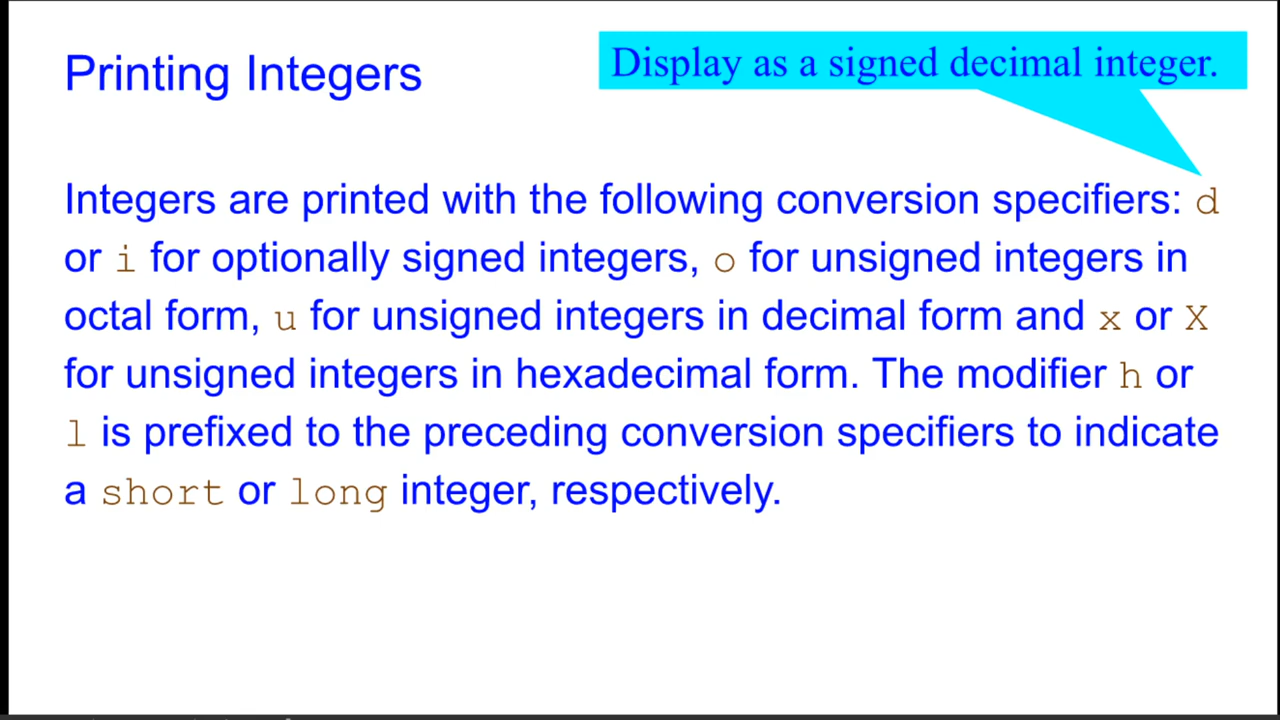 Printing Integers
Display as a signed decimal integer.
Integers are printed with the following conversion specifiers: d
or i for optionally signed integers, o for unsigned integers in
octal form, u for unsigned integers in decimal form and x or X
for unsigned integers in hexadecimal form. The modifier h or
l is prefixed to the preceding conversion specifiers to indicate
a short or long integer, respectively.